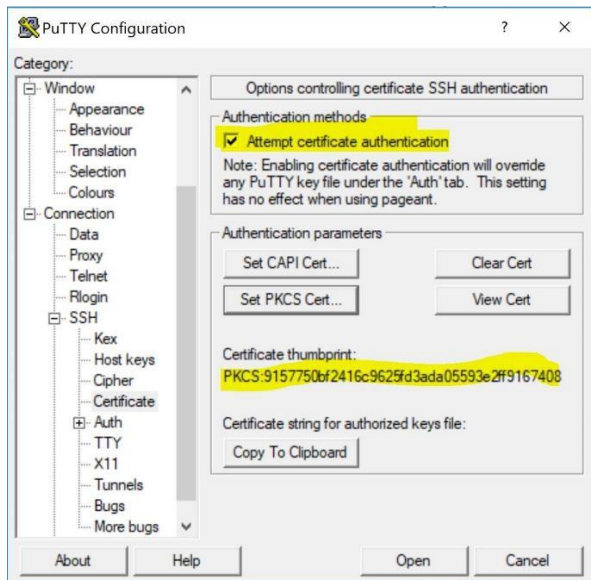 PuTTY Configuration
?
×
Category:
Window
Appearance
Behaviour
Translation
Selection
Colours
Connection
Data
Proxy
Telnet
Rlogin
SSH
Kex
Host keys
Cipher
Certificate
Auth
TTY
X11
Tunnels
Bugs
More bugs
Options controlling certificate SSH authentication
Authentication methods
Attempt certificate authentication
Note: Enabling certificate authentication will override
any PuTTY key file under the 'Auth' tab. This setting
has no effect when using pageant.
Authentication parameters
Set CAPI Cert...
Clear Cert
Set PKCS Cert...
View Cert
Certificate thumbprint:
PKCS:9157750bf2416c9625fd3ada05593e2ff9167408
Certificate string for authorized keys file:
Copy To Clipboard
About
Help
Open
Cancel